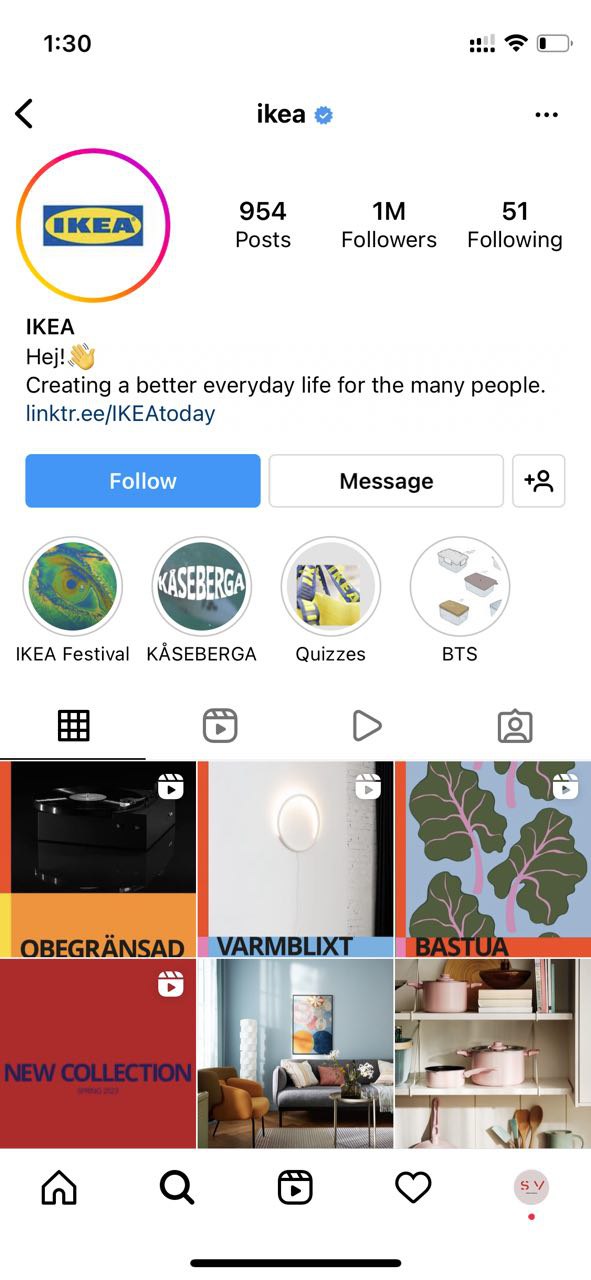 1:30
ikea
IKEA
954
Posts
1M
Followers
51
Following
IKEA
Hej!👋
Creating a better everyday life for the many people.
linktr.ee/IKEAtoday
Follow
Message
KÅSEBERGA
IKEA
IKEA Festival
KÅSEBERGA
Quizzes
BTS
OBEGRÄNSAD
VARMBLIXT
BASTUA
NEW COLLECTION
SPRING 2023
S V